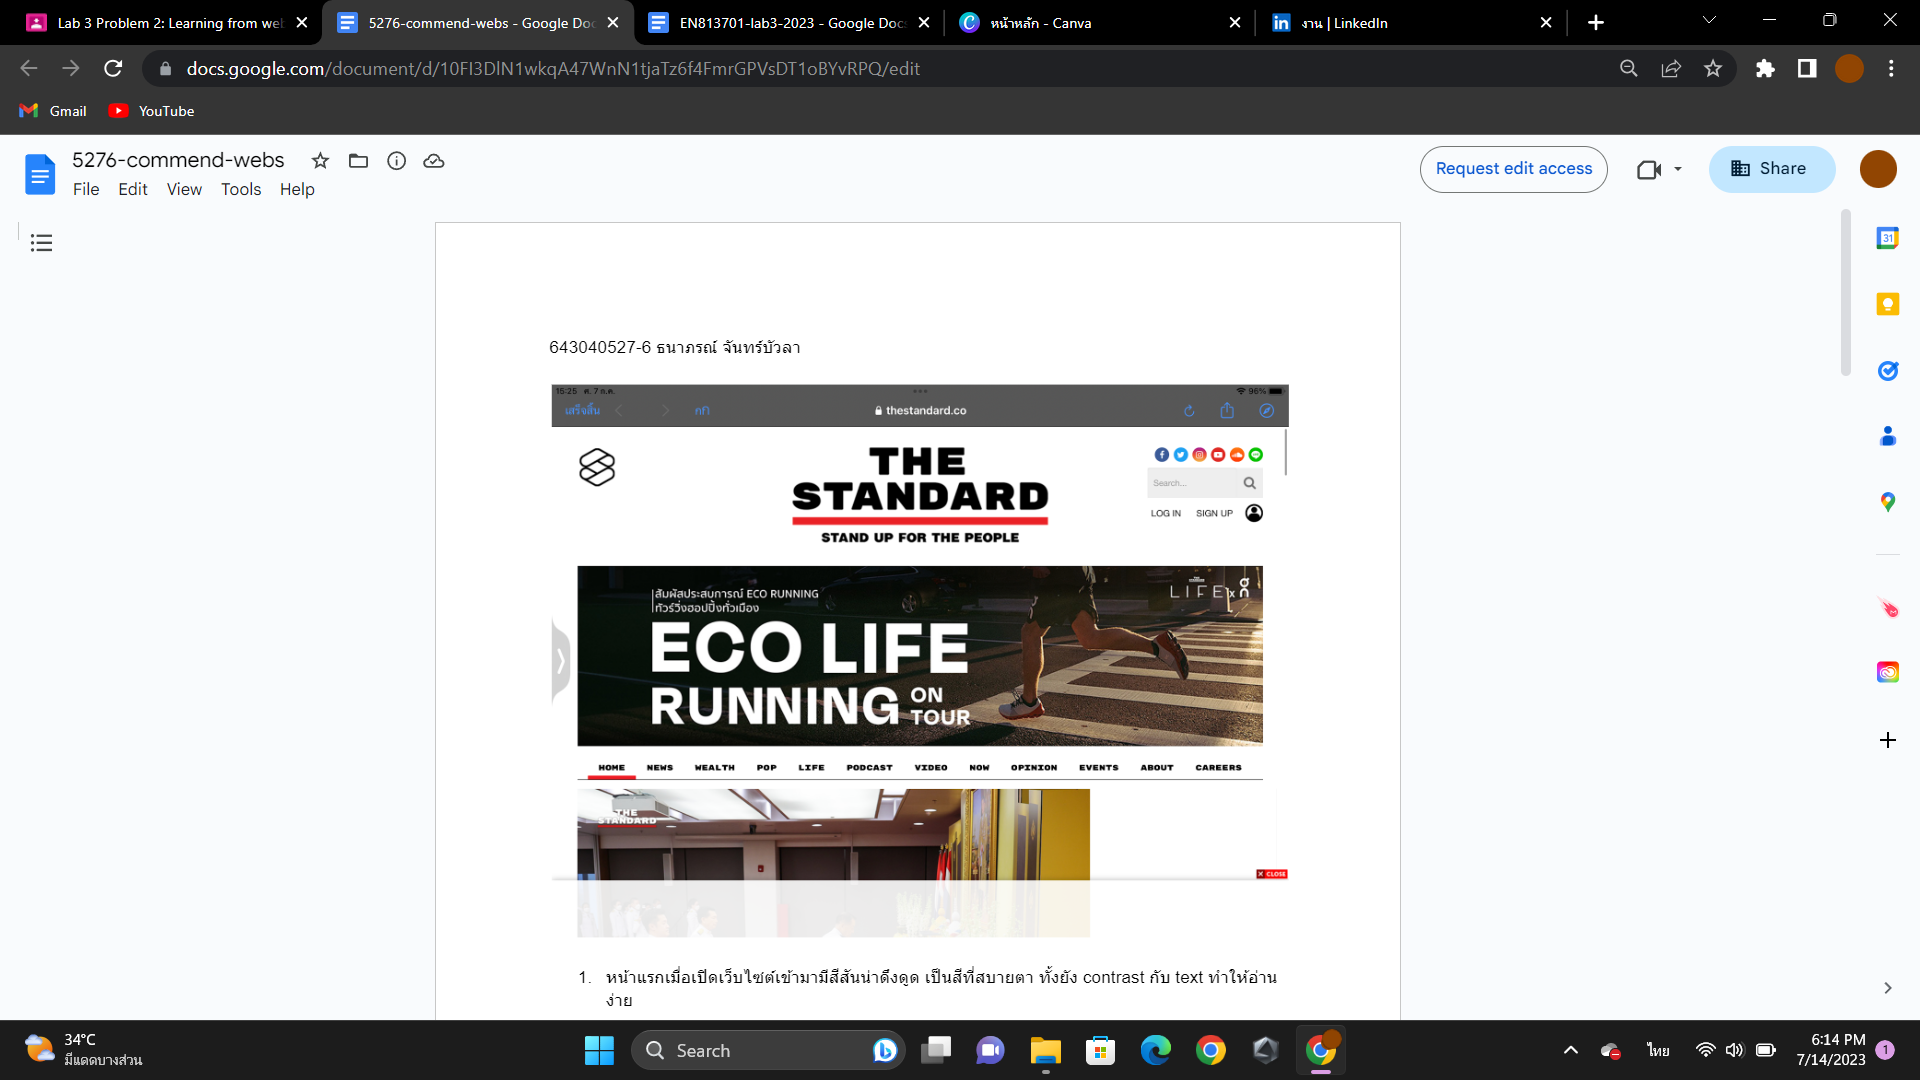 Lab 3 Problem 2: Learning from web
5276-commend-webs - Google Doc
EN813701-lab3-2023 - Google Docs
หน้าหลัก - Canva
งาน | LinkedIn
docs.google.com/document/d/10FI3DlN1wkqA47WnN1tjaTz6f4FmrGPVsDT1oBYvRPQ/edit
Gmail
YouTube
5276-commend-webs
File Edit View Tools Help
Request edit access
Share
31
643040527-6 ธนาภรณ์ จันทร์บัวลา
15:25 ศ. 7 ก.ค.
96%
เสร็จสิ้น
กก
thestandard.co
THE
STANDARD
STAND UP FOR THE PEOPLE
Search...
LOG IN SIGN UP
สัมผัสประสบการณ์ ECO RUNNING
ทัวร์วิ่งฮอปปิ้งทั่วเมือง
ECO LIFE
RUNNING ON TOUR
LIFE x on
HOME NEWS WEALTH POP LIFE PODCAST VIDEO NOW OPINION EVENTS ABOUT CAREERS
THE
STANDARD
X CLOSE
1. หน้าแรกเมื่อเปิดเว็บไซต์เข้ามามีสีสันน่าดึงดูด เป็นสีที่สบายตา ทั้งยัง contrast กับ text ทำให้อ่าน
ง่าย
34°C
มีแดดบางส่วน
Search
ไทย
6:14 PM
7/14/2023
1